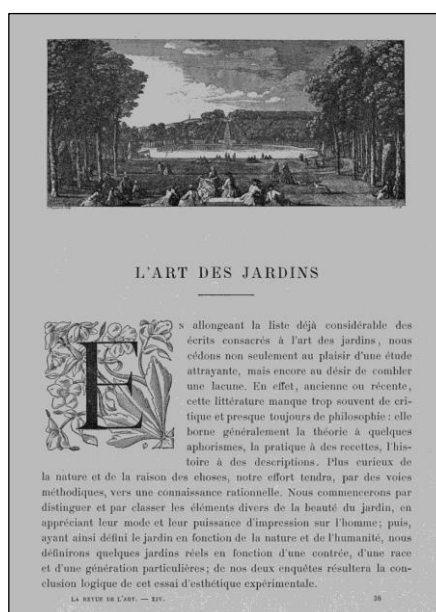 L'ART DES JARDINS
EN allongeant la liste déjà considérable des
écrits consacrés à l'art des jardins, nous
cédons non seulement au plaisir d'une étude
attrayante, mais encore au désir de combler
une lacune. En effet, ancienne ou récente,
cette littérature manque trop souvent de cri-
tique et presque toujours de philosophie : elle
borne généralement la théorie à quelques
aphorismes, la pratique à des recettes, l'his-
toire à des descriptions. Plus curieux de
la nature et de la raison des choses, notre effort tendra, par des voies
méthodiques, vers une connaissance rationnelle. Nous commencerons par
distinguer et par classer les éléments divers de la beauté du jardin, en
appréciant leur mode et leur puissance d'impression sur l'homme ; puis,
ayant ainsi défini le jardin en fonction de la nature et de l'humanité, nous
définirons quelques jardins réels en fonction d'une contrée, d'une race
et d'une génération particulières ; de nos deux enquêtes résultera la con-
clusion logique de cet essai d'esthétique expérimentale.
LA REVUE DE L'ART. — XIV.